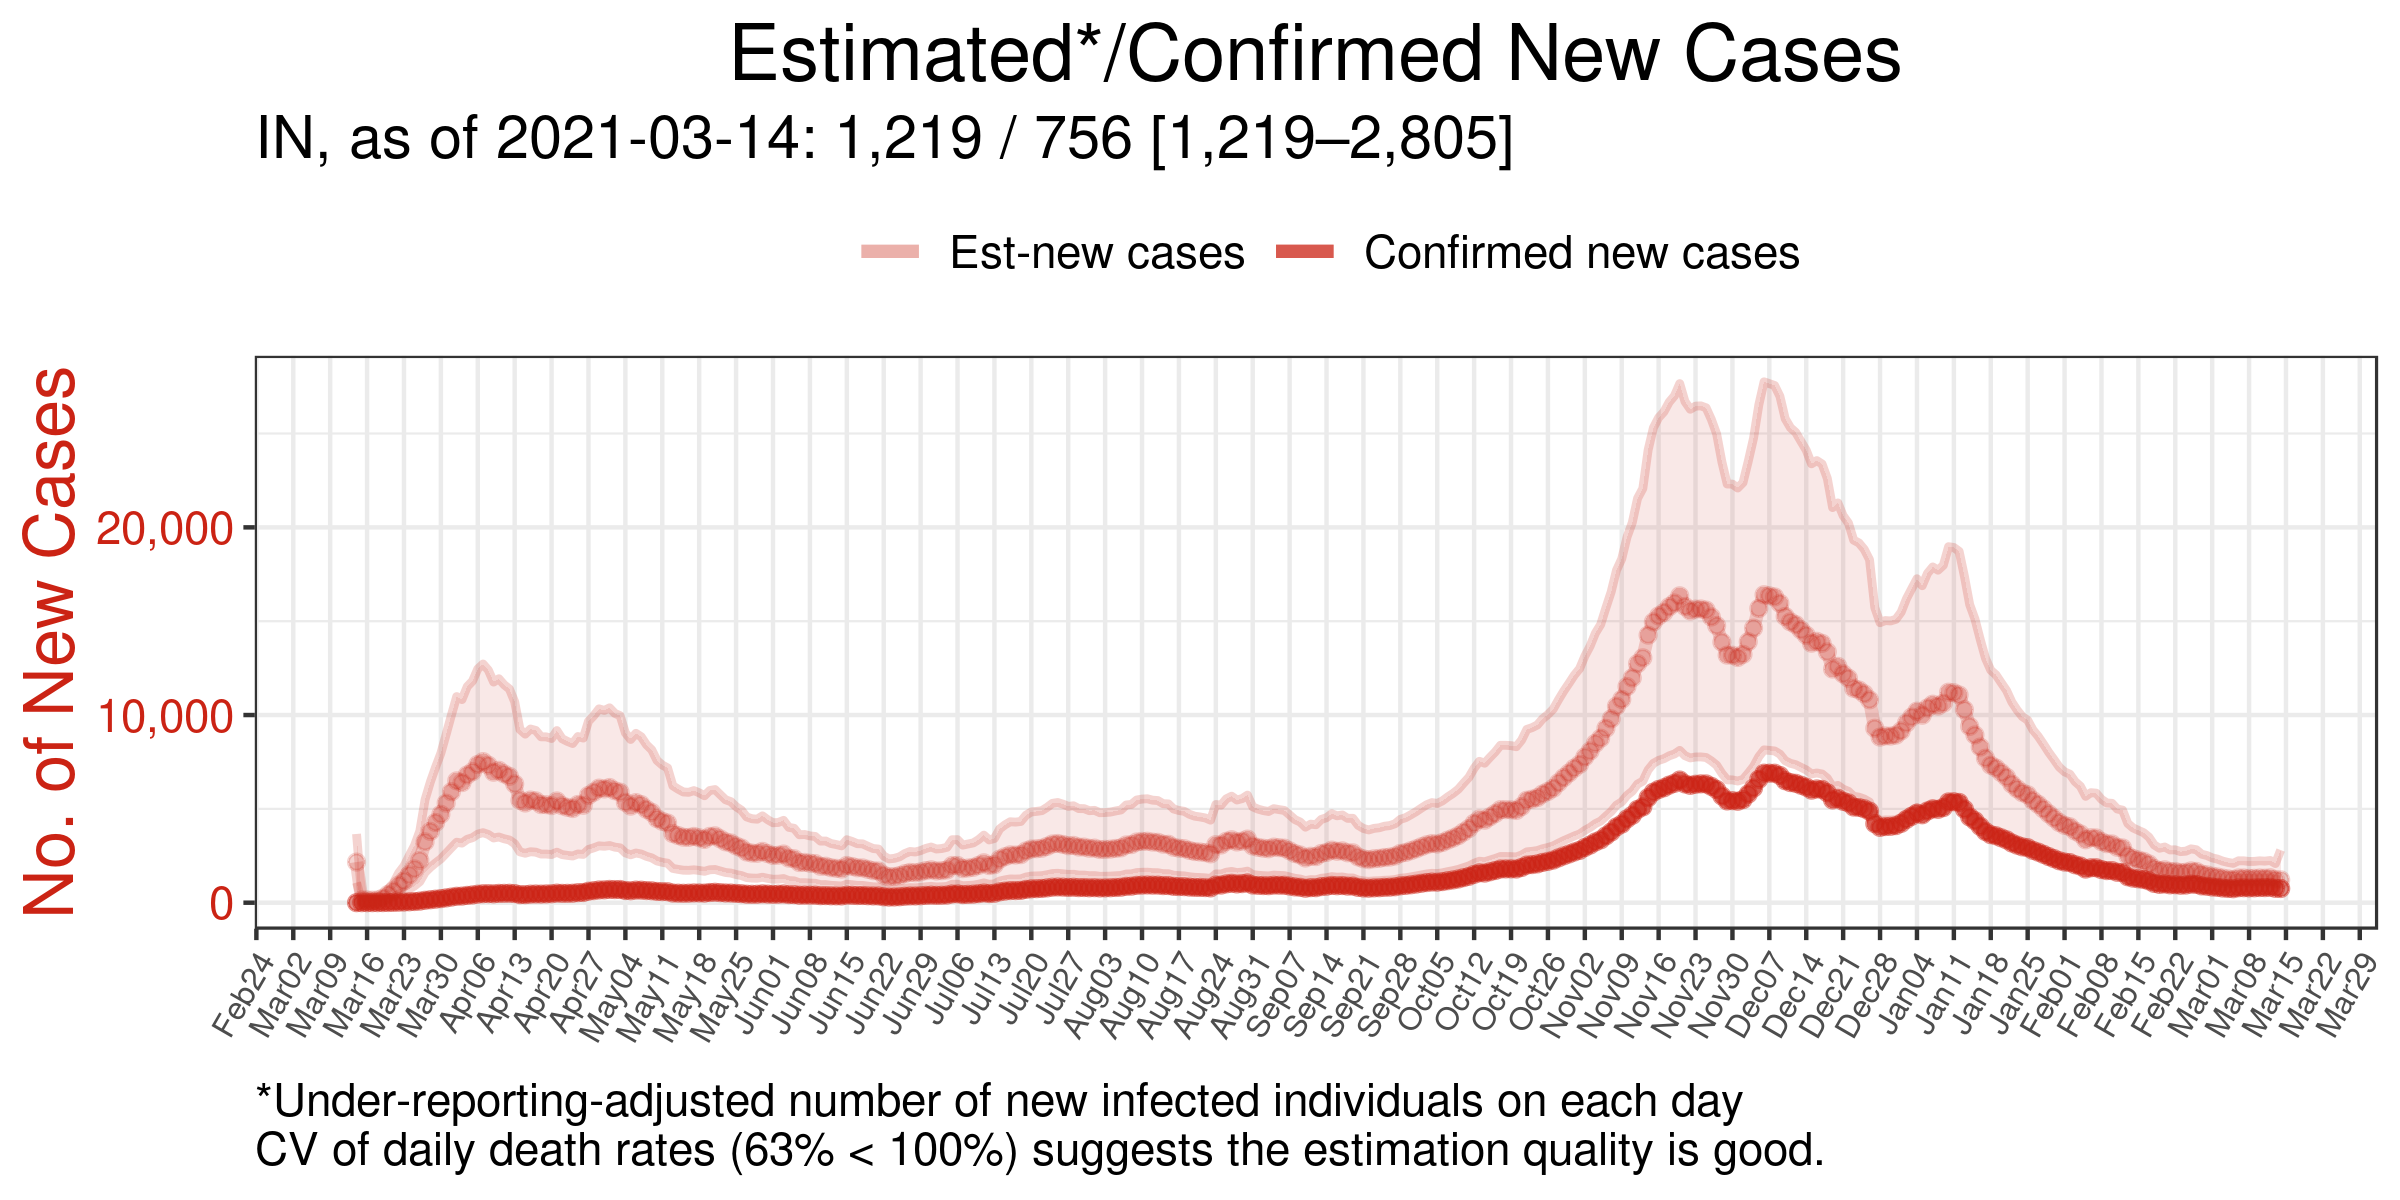 Estimated*/Confirmed New Cases
IN, as of 2021-03-14: 1,219 / 756 [1,219–2,805]
Est-new cases
Confirmed new cases
No. of New Cases
20,000
10,000
0
Feb24
Mar02
Mar09
Mar16
Mar23
Mar30
Apr06
Apr13
Apr20
Apr27
May04
May11
May18
May25
Jun01
Jun08
Jun15
Jun22
Jun29
Jul06
Jul13
Jul20
Jul27
Aug03
Aug10
Aug17
Aug24
Aug31
Sep07
Sep14
Sep21
Sep28
Oct05
Oct12
Oct19
Oct26
Nov02
Nov09
Nov16
Nov23
Nov30
Dec07
Dec14
Dec21
Dec28
Jan04
Jan11
Jan18
Jan25
Feb01
Feb08
Feb15
Feb22
Mar01
Mar08
Mar15
Mar22
Mar29
*Under-reporting-adjusted number of new infected individuals on each day
CV of daily death rates (63% < 100%) suggests the estimation quality is good.